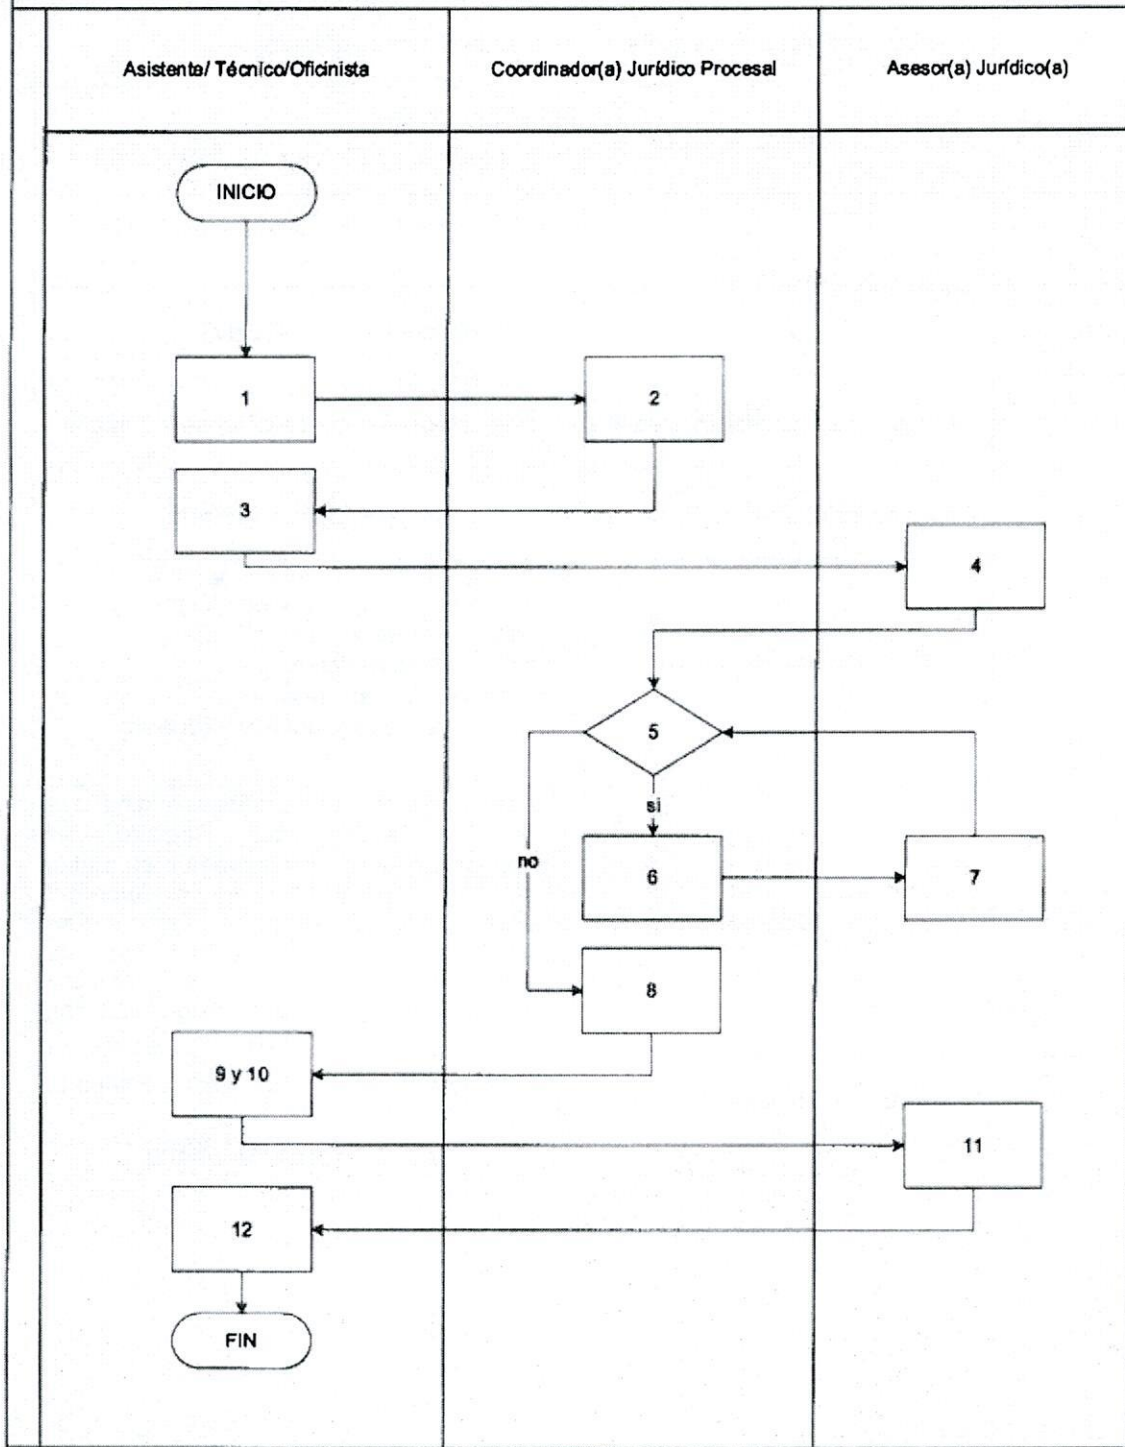 Asistente/ Técnico/Oficinista
Coordinador(a) Jurídico Procesal
Asesor(a) Jurídico(a)
INICIO
1
2
3
4
5
si
no
6
7
8
9 y 10
11
12
FIN